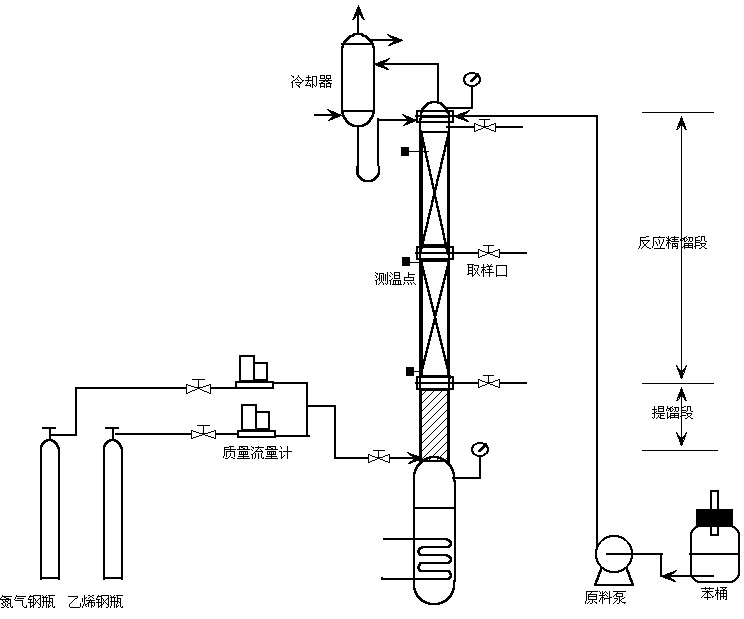 冷却器
反应精馏段
取样口
测温点
提馏段
质量流量计
氮气钢瓶
乙烯钢瓶
原料泵
苯桶